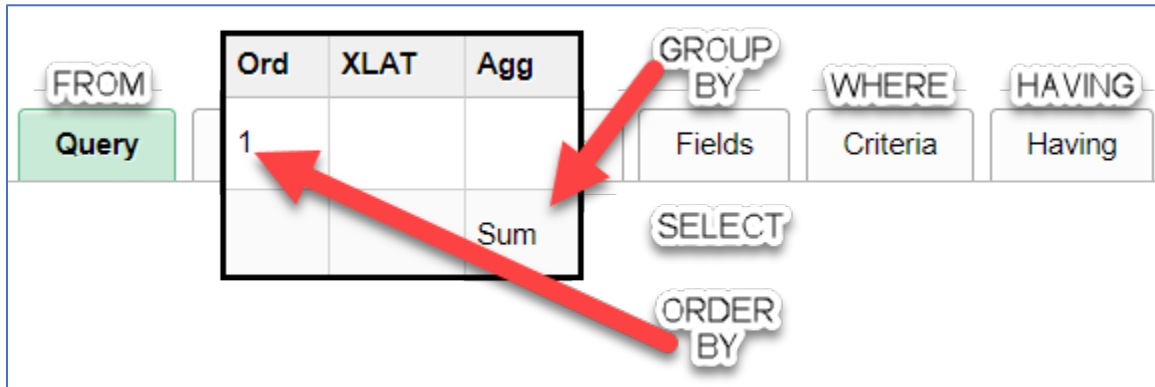 GROUP
FROM
Ord XLAT Agg
BY
WHERE
HAVING
Query
1
Fields
Criteria
Having
Sum
SELECT
ORDER
BY